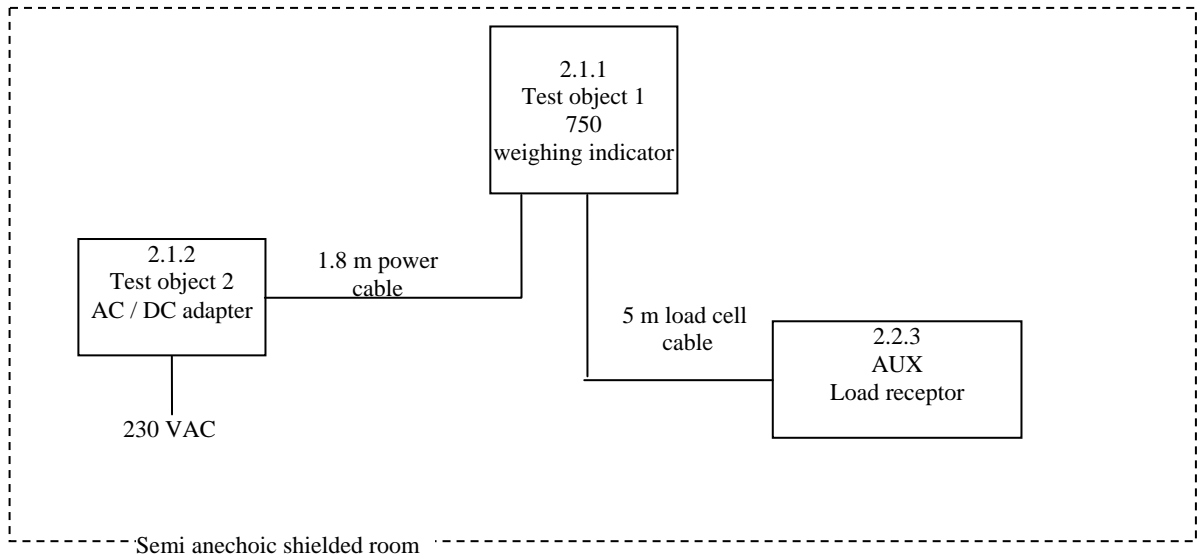 2.1.1
Test object 1
750
weighing indicator
2.1.2
Test object 2
AC / DC adapter
1.8 m power
cable
230 VAC
5 m load cell
cable
2.2.3
AUX
Load receptor
Semi anechoic shielded room